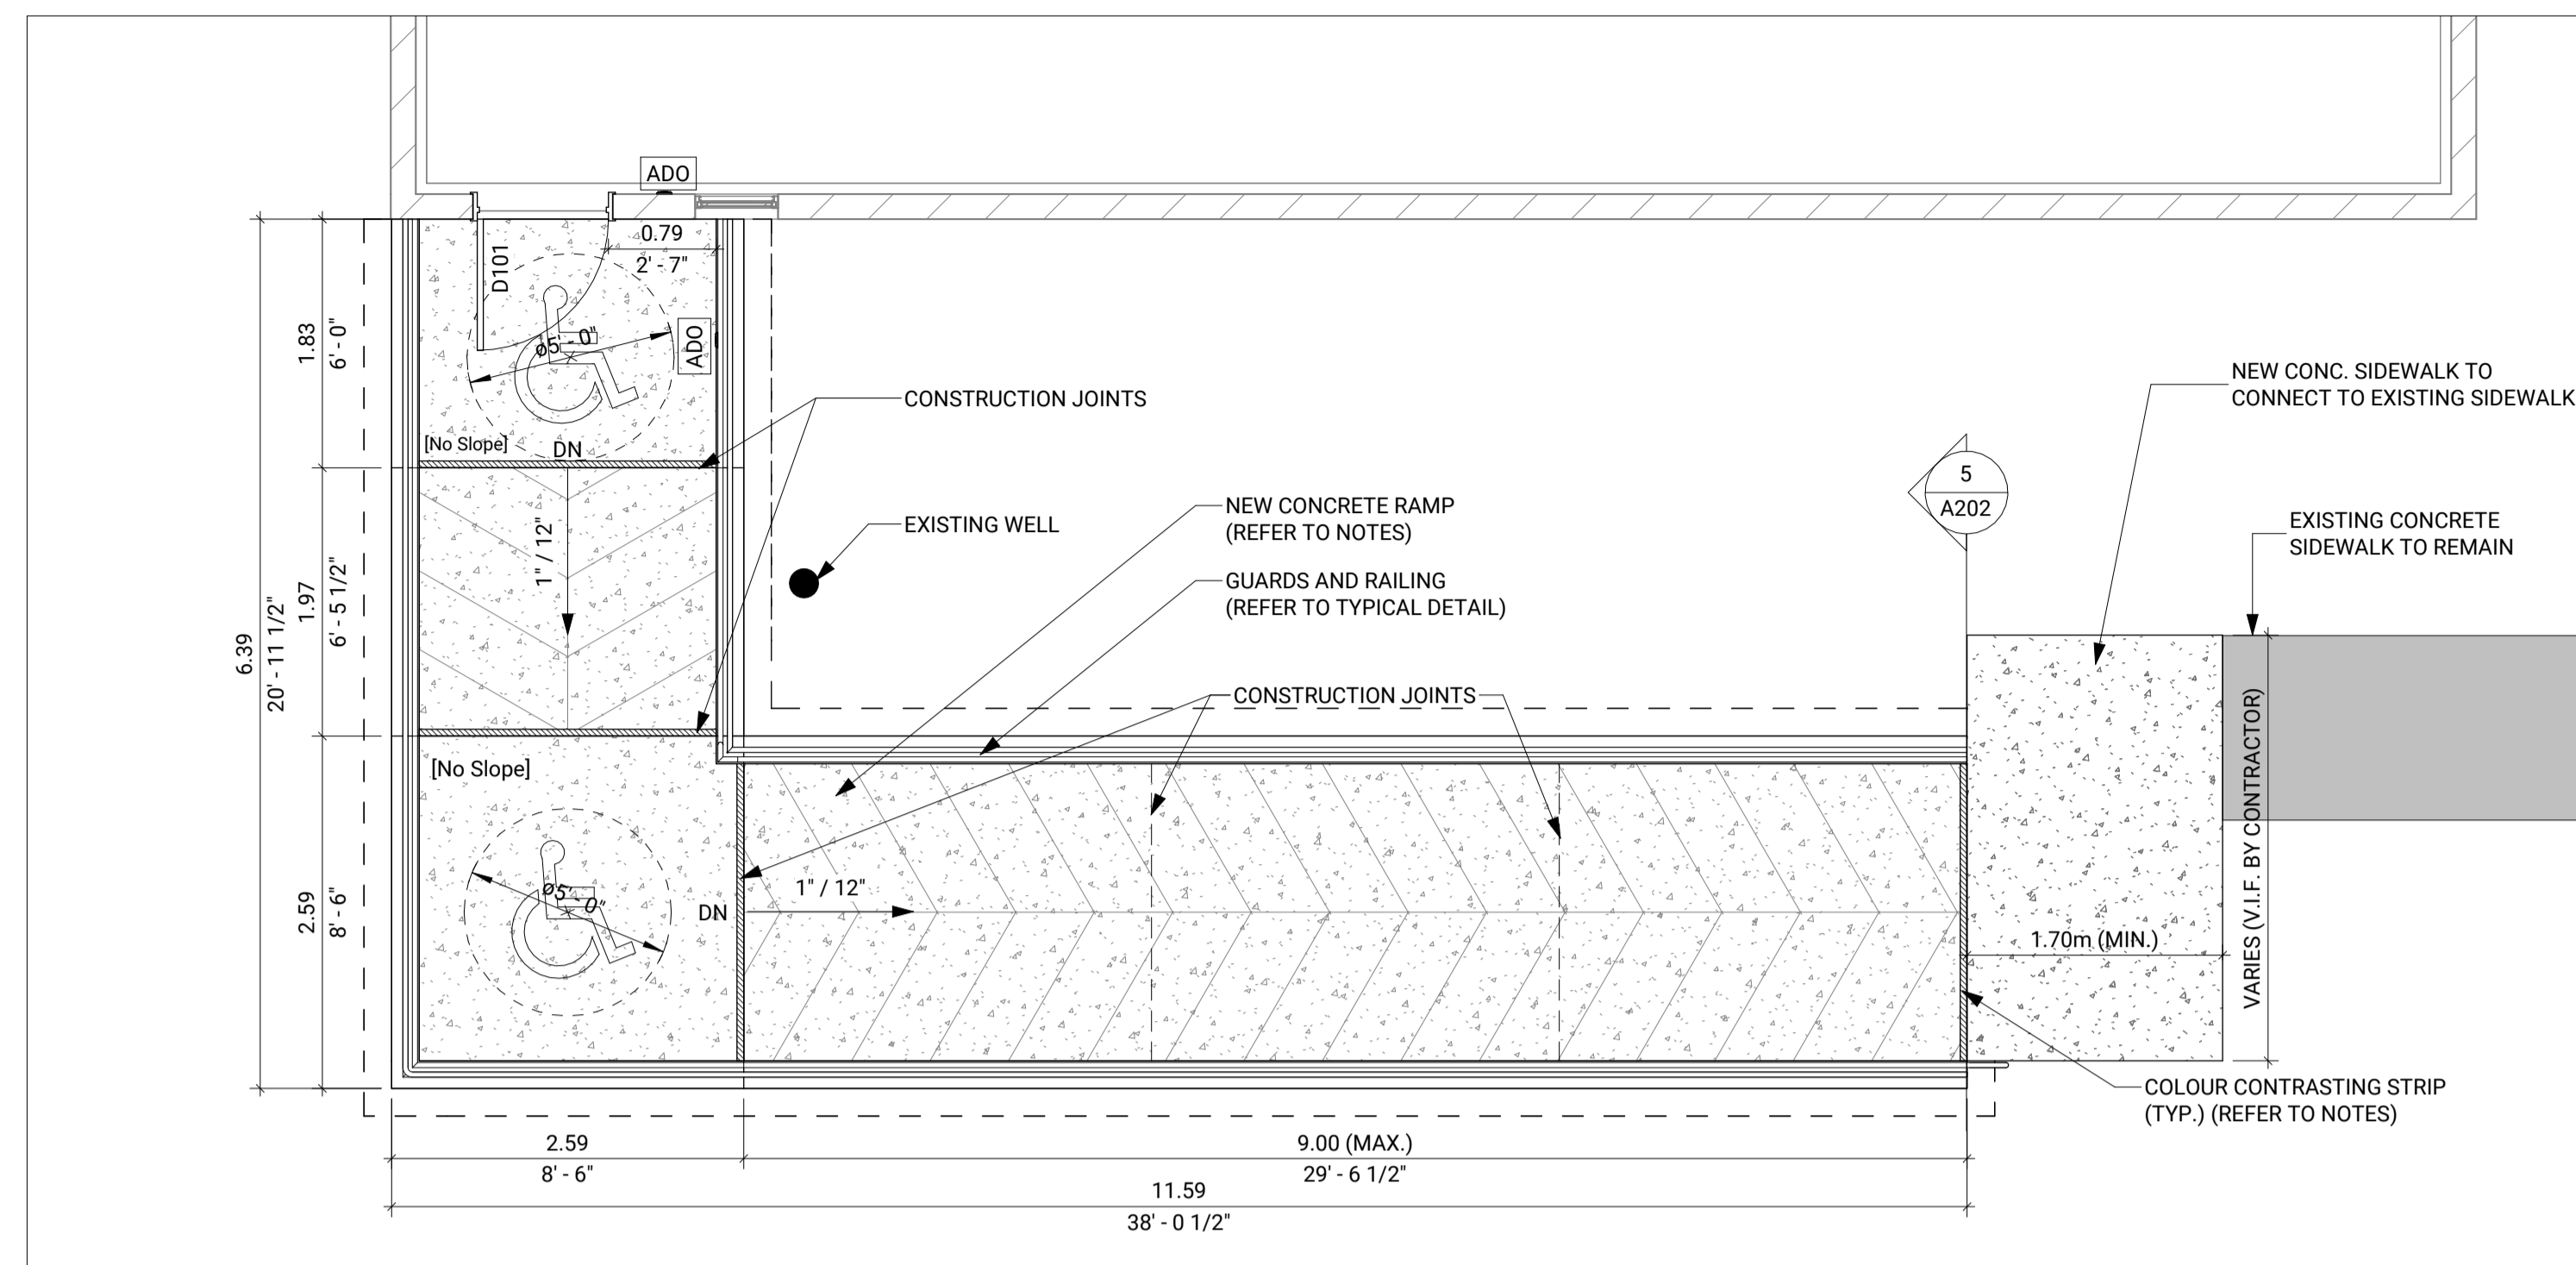 ADO
0.79
2' - 7"
D101
ø5' - 0"
ADO
[No Slope]
DN
1.83
6' - 0"
1" / 12"
1.97
6' - 5 1/2"
6.39
20' - 11 1/2"
[No Slope]
ø5' - 0"
2.59
8' - 6"
DN
1" / 12"
CONSTRUCTION JOINTS
EXISTING WELL
NEW CONCRETE RAMP
(REFER TO NOTES)
GUARDS AND RAILING
(REFER TO TYPICAL DETAIL)
CONSTRUCTION JOINTS
5
A202
NEW CONC. SIDEWALK TO
CONNECT TO EXISTING SIDEWALK
EXISTING CONCRETE
SIDEWALK TO REMAIN
VARIES (V.I.F. BY CONTRACTOR)
1.70m (MIN.)
COLOUR CONTRASTING STRIP
(TYP.) (REFER TO NOTES)
2.59
8' - 6"
9.00 (MAX.)
29' - 6 1/2"
11.59
38' - 0 1/2"